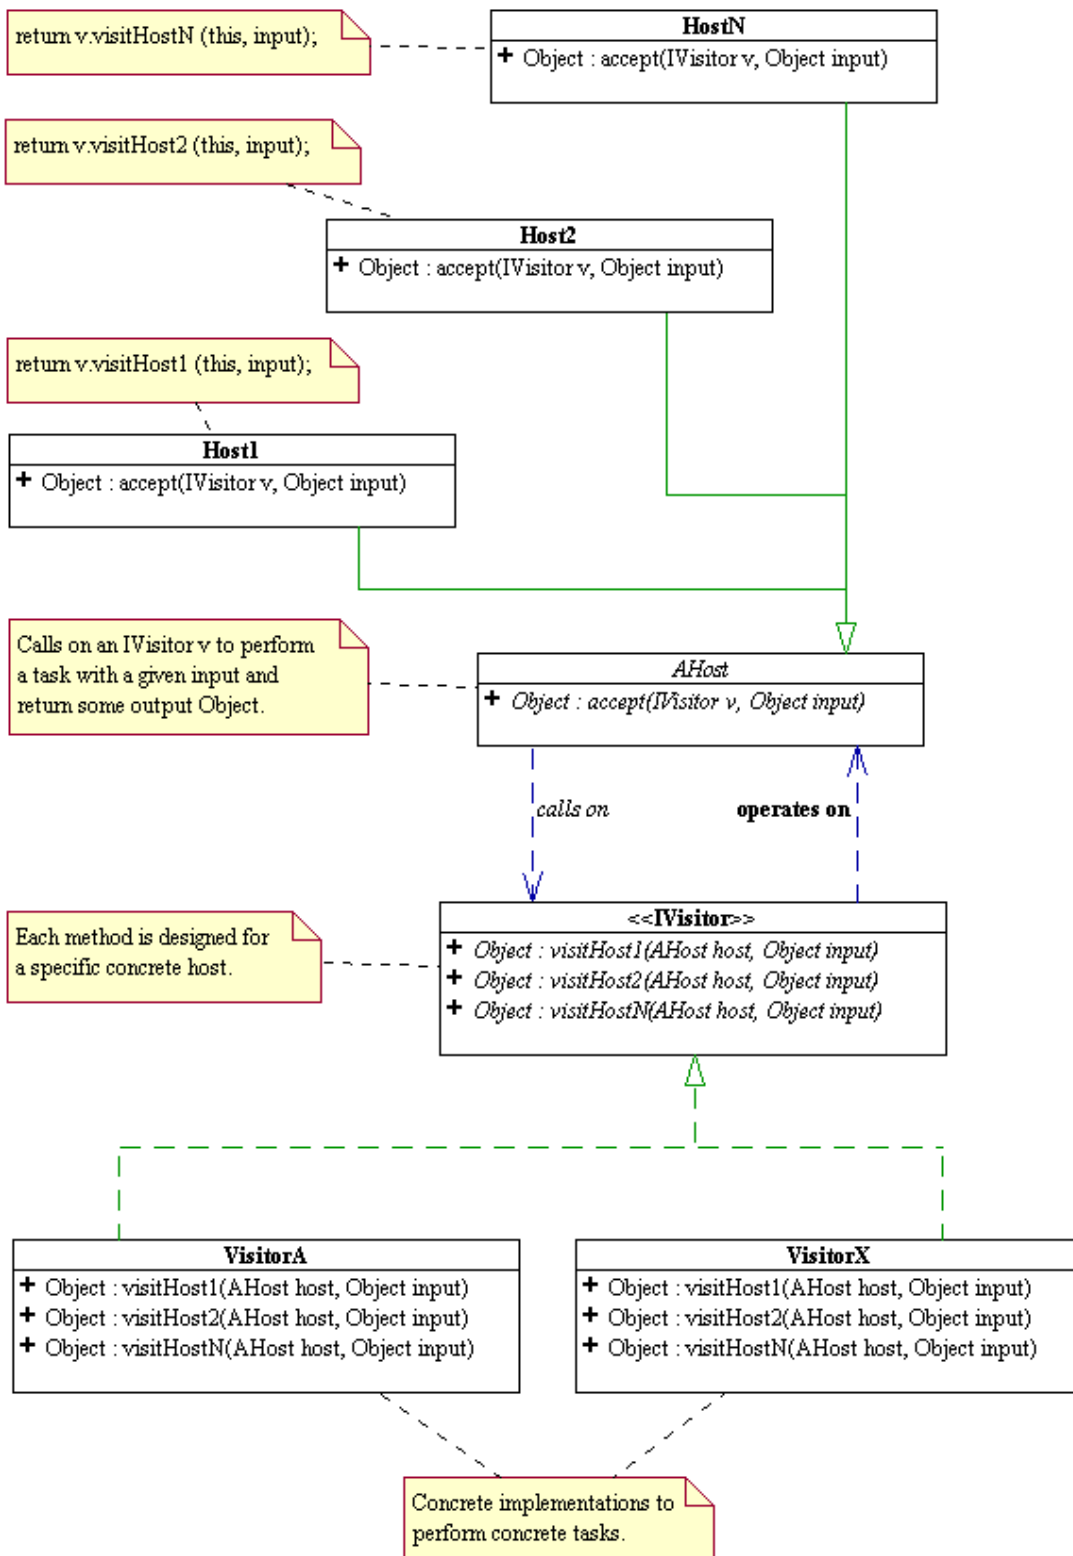 return v.visitHostN (this, input);
HostN
+ Object : accept(IVisitor v, Object input)
return v.visitHost2 (this, input);
Host2
+ Object : accept(IVisitor v, Object input)
return v.visitHost1 (this, input);
Host1
+ Object : accept(IVisitor v, Object input)
Calls on an IVisitor v to perform
a task with a given input and
return some output Object.
AHost
+ Object : accept(IVisitor v, Object input)
calls on
operates on
Each method is designed for
a specific concrete host.
<<IVisitor>>
+ Object : visitHost1(AHost host, Object input)
+ Object : visitHost2(AHost host, Object input)
+ Object : visitHostN(AHost host, Object input)
VisitorA
+ Object : visitHost1(AHost host, Object input)
+ Object : visitHost2(AHost host, Object input)
+ Object : visitHostN(AHost host, Object input)
VisitorX
+ Object : visitHost1(AHost host, Object input)
+ Object : visitHost2(AHost host, Object input)
+ Object : visitHostN(AHost host, Object input)
Concrete implementations to
perform concrete tasks.